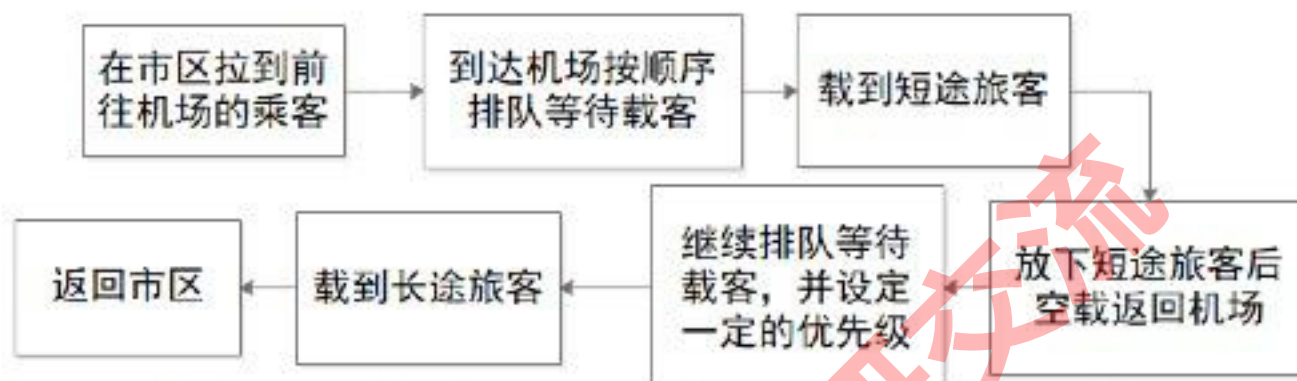 在市区拉到前
往机场的乘客
到达机场按顺序
排队等待载客
载到短途旅客
放下短途旅客后
空载返回机场
继续排队等待
载客，并设定
一定的优先级
载到长途旅客
返回市区
交流